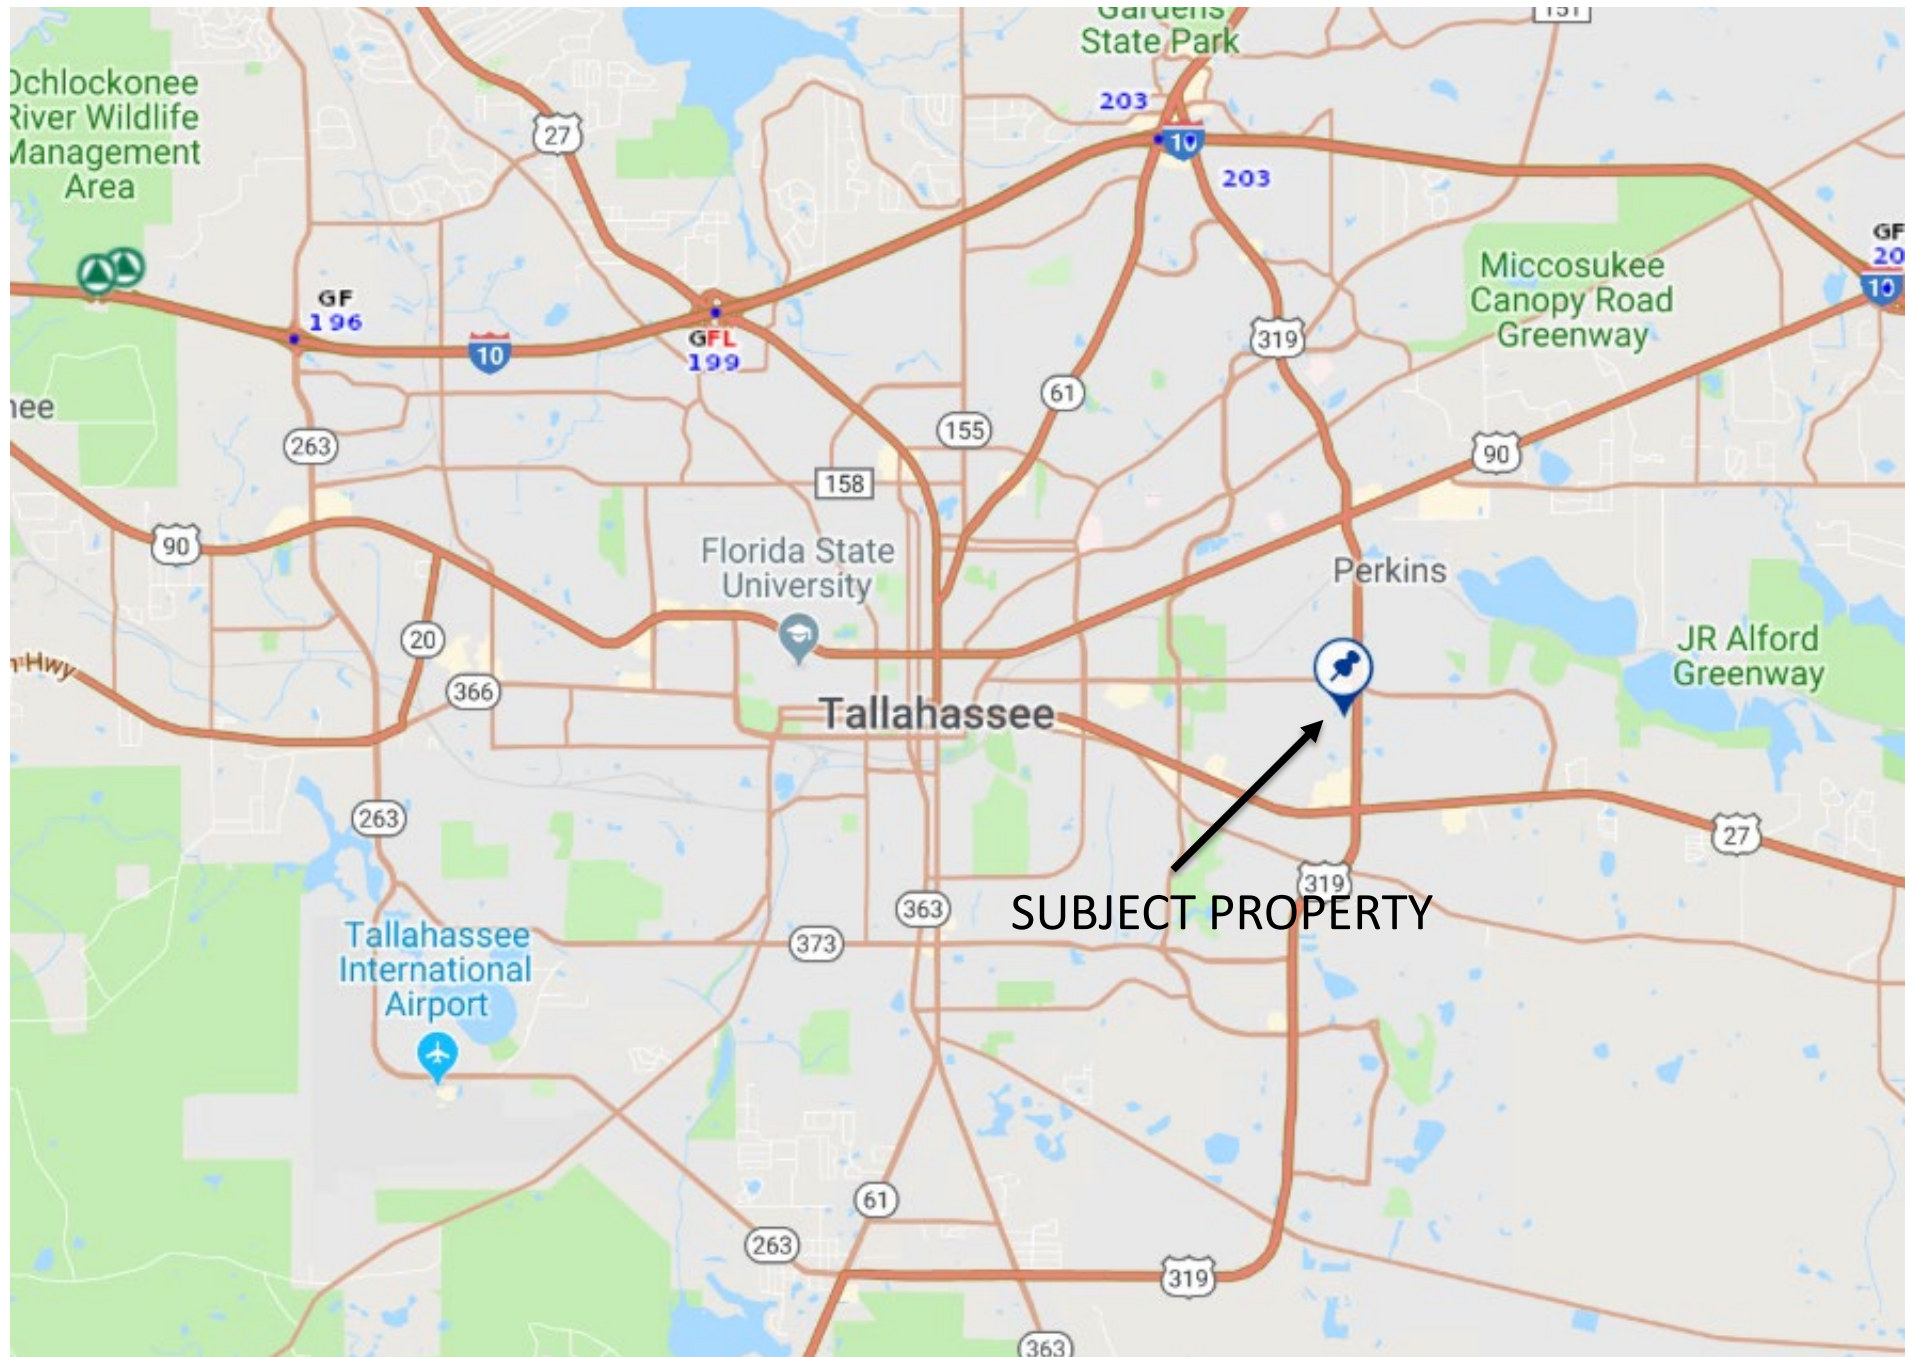 Gardens
State Park
151
Ochlockonee
River Wildlife
Management
Area
27
203
10
203
GF
20
10
Miccosukee
Canopy Road
Greenway
GF
196
10
GFL
199
319
61
263
155
90
158
90
Florida State
University
Perkins
20
JR Alford
Greenway
n Hwy
366
Tallahassee
263
27
319
363
SUBJECT PROPERTY
373
Tallahassee
International
Airport
61
263
319
363